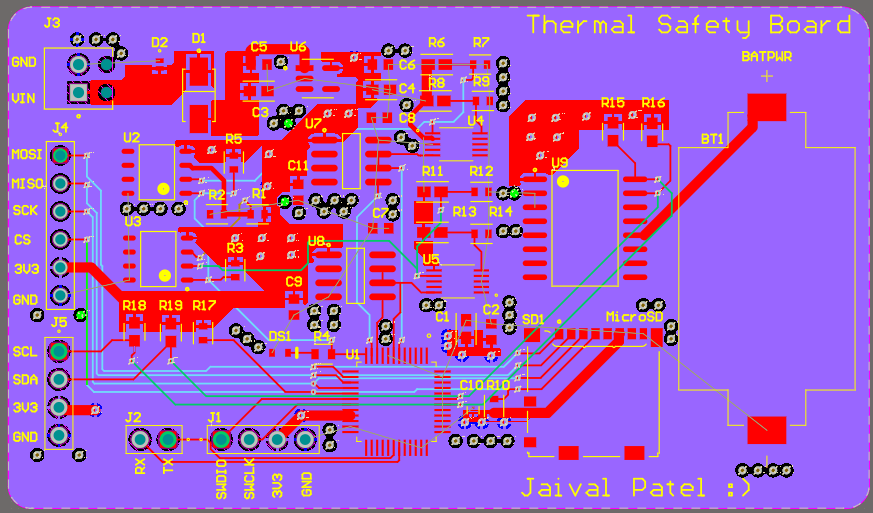 Thermal Safety Board
J3
D2
D1
C5
U6
R6
R7
BATPWR
+
GND
C6
VIN
C4
R8
R9
C3
R15
R16
J4
U2
U7
C8
U4
BT1
R5
MOSI
C11
U9
MISO
R11
R12
R2
R1
SCK
U3
C7
R13
R14
CS
R3
U8
U5
3V3
C9
GND
R18
R19
R17
C1
C2
SD1
MicroSD
J5
DS1
R4
U1
SCL
SDA
C10
R10
3V3
J2
J1
GND
RX
TX
SWDIO
SWCLK
3V3
GND
Jaival Patel :)